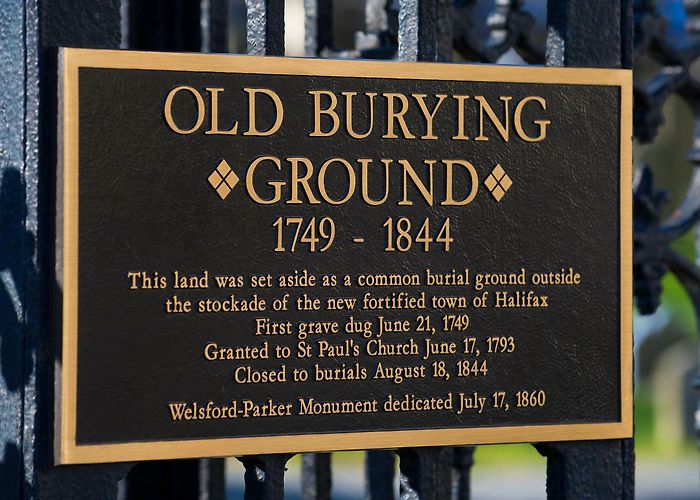 OLD BURYING
GROUND
1749 - 1844
This land was set aside as a common burial ground outside
the stockade of the new fortified town of Halifax
First grave dug June 21, 1749
Granted to St Paul's Church June 17, 1793
Closed to burials August 18, 1844
Welsford-Parker Monument dedicated July 17, 1860